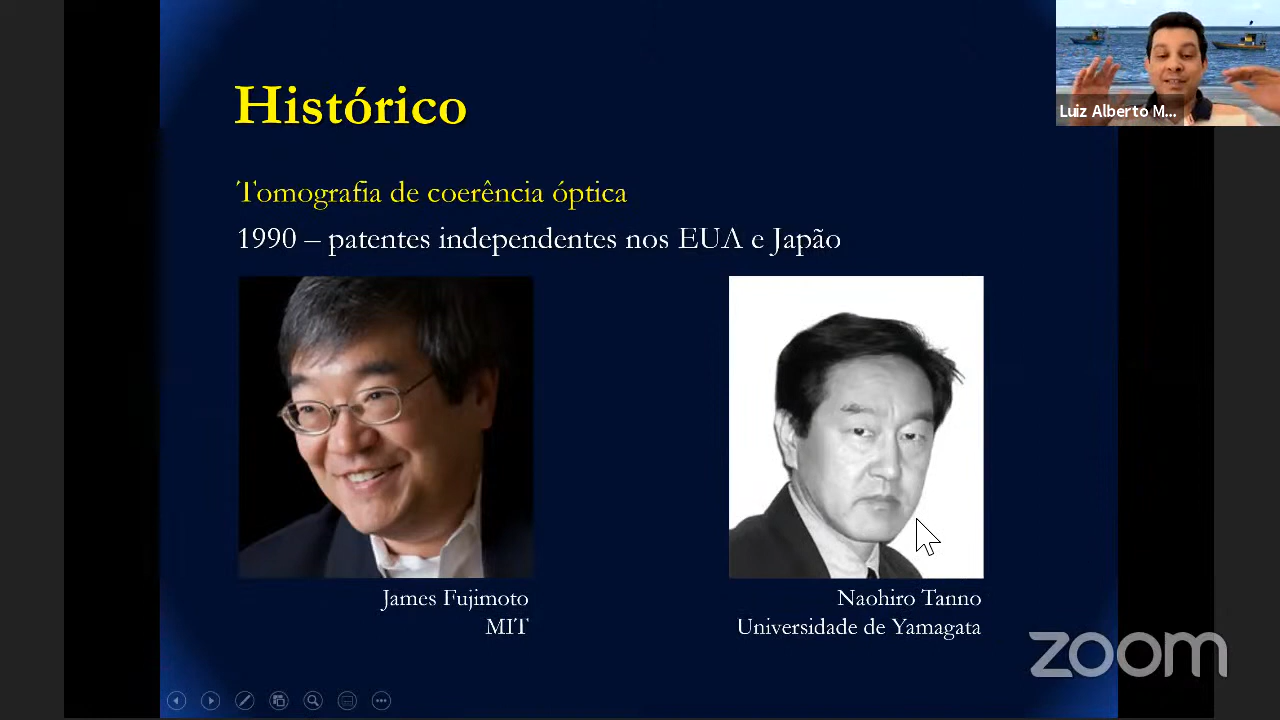 Histórico
Luiz Alberto M...
Tomografia de coerência óptica
1990 – patentes independentes nos EUA e Japão
James Fujimoto
MIT
Naohiro Tanno
Universidade de Yamagata
zoom